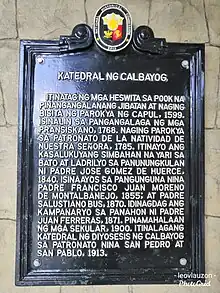 KATEDRAL NG CALBAYOG
ITINATAG NG MGA HESWITA SA POOK NA
PINANGANGALANANG JIBATAN AT NAGING
BISITA NG PAROKYA NG CAPUL, 1599.
ISINALIN SA PANGANGALAGA NG MGA
PRANSISKANO, 1768. NAGING PAROKYA
SA PATRONATO DE LA NATIVIDAD DE
NUESTRA SEÑORA, 1785. ITINAYO ANG
KASALUKUYANG SIMBAHAN NA YARI SA
BATO AT LADRILYO SA PANUNUNGKULAN
NI PADRE JOSE GOMEZ DE HUERCE,
1840. ISINAYOS SA PANGUNGUNA NINA
PADRE FRANCISCO JUAN MORENO
DE MONTALBANEJO, 1855; AT PADRE
SALUSTIANO BUS, 1870. IDINAGDAG ANG
KAMPANARYO SA PANAHON NI PADRE
JUAN FERRERAS, 1871. PINAMAHALAAN
NG MGA SEKULAR, 1900. ITINALAGANG
KATEDRAL NG DIYOSESIS NG CALBAYOG
SA PATRONATO NINA SAN PEDRO AT
SAN PABLO, 1913.
leovlauzon
PhotoGrid